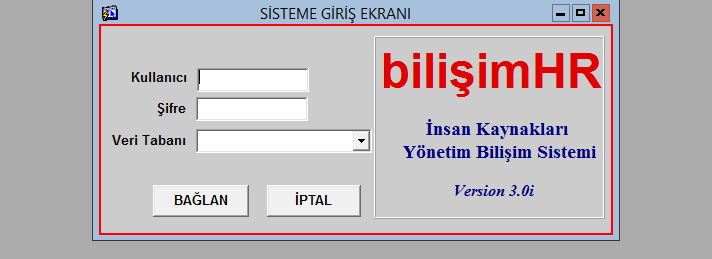 SİSTEME GİRİŞ EKRANI
Kullanıcı
Şifre
Veri Tabanı
BAĞLAN
İPTAL
bilişimHR
İnsan Kaynakları
Yönetim Bilişim Sistemi
Version 3.0i